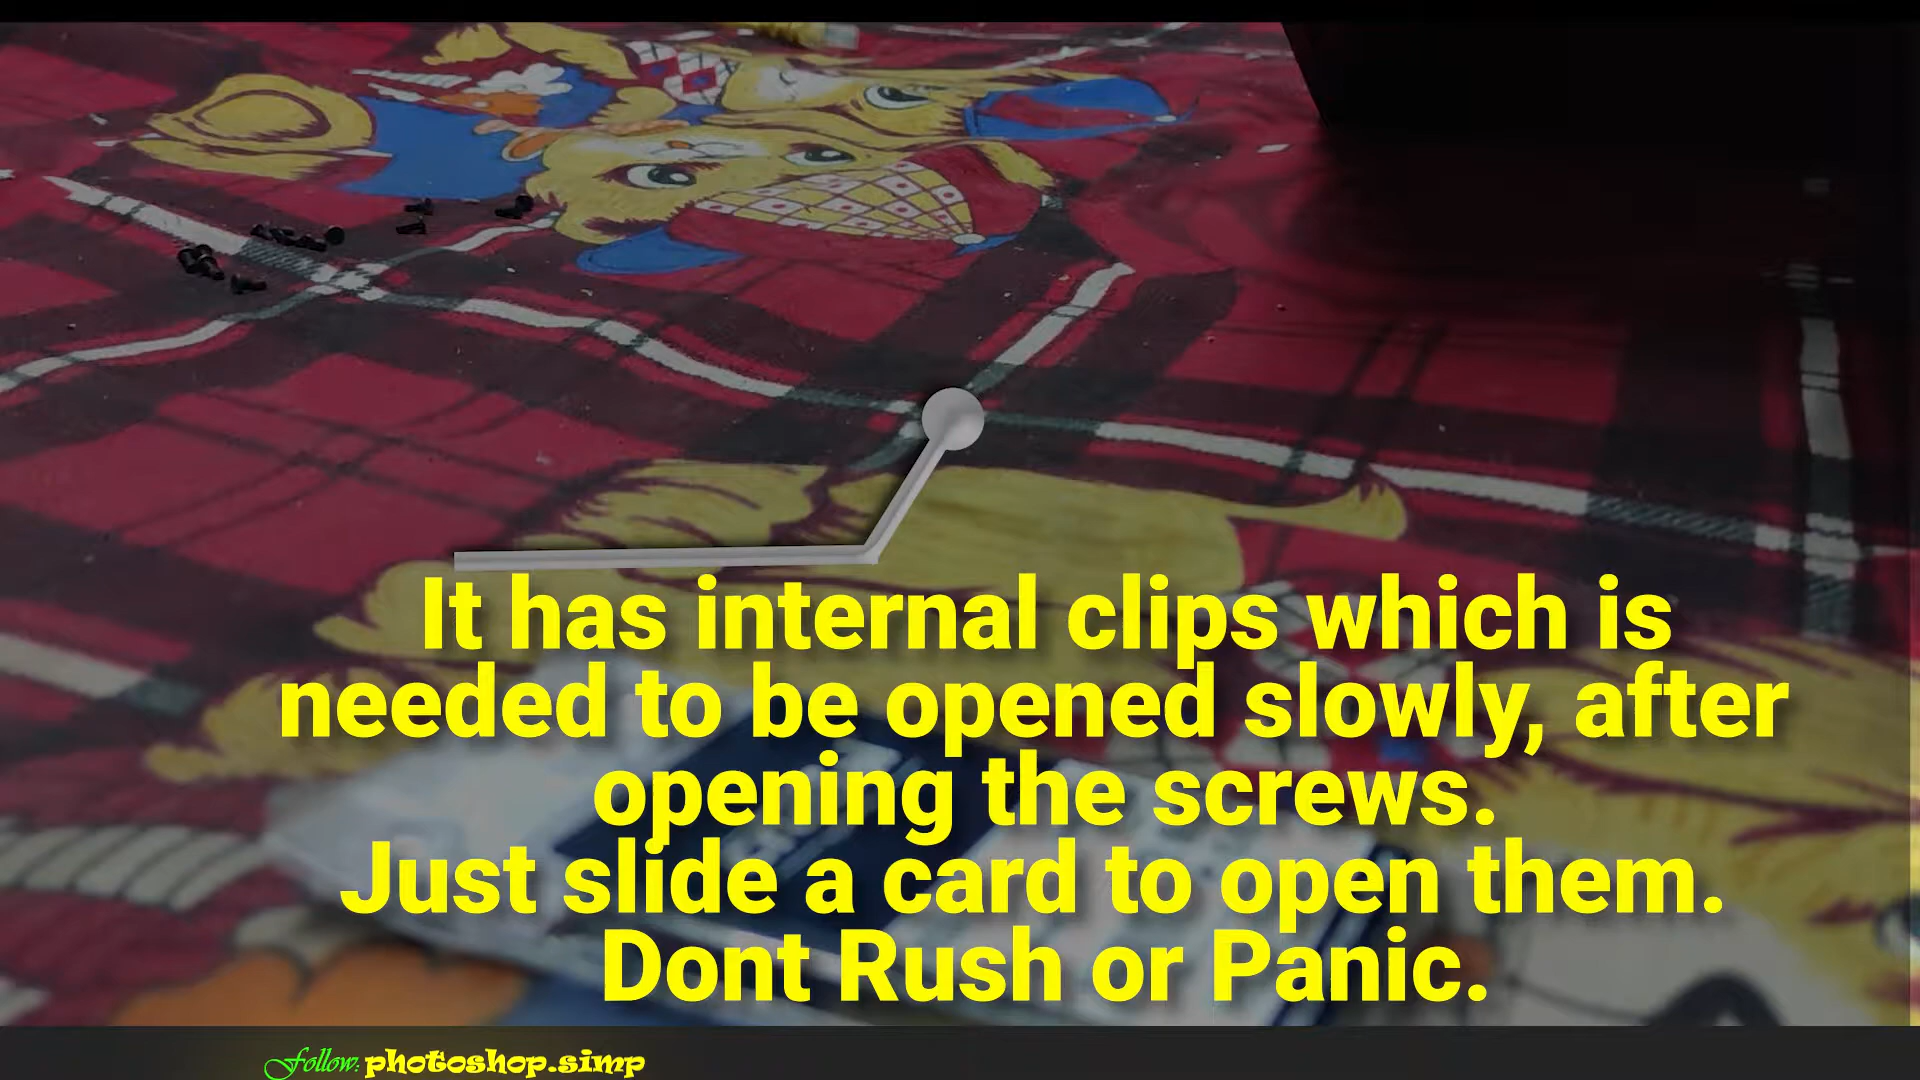 It has internal clips which is
needed to be opened slowly, after
opening the screws.
Just slide a card to open them.
Dont Rush or Panic.
Follow: photoshop.simp